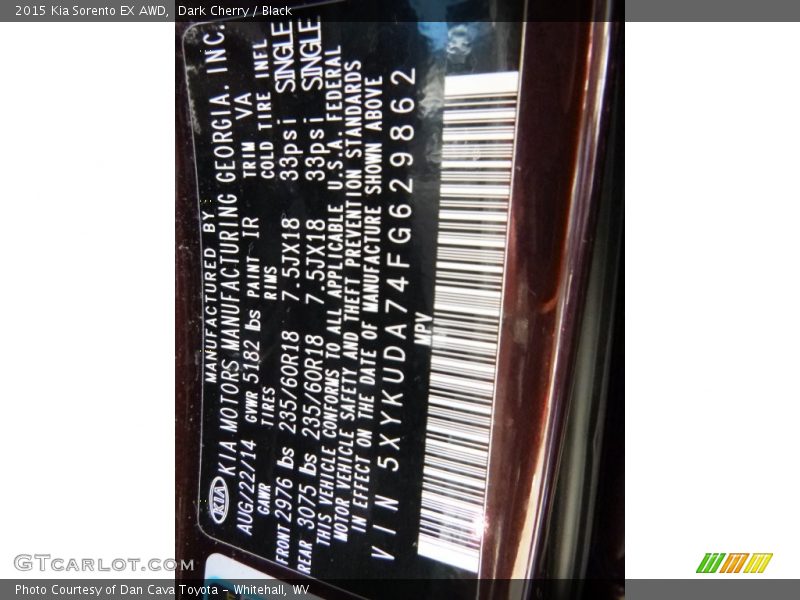 2015 Kia Sorento EX AWD, Dark Cherry / Black
MANUFACTURED BY
KIA KIA MOTORS MANUFACTURING GEORGIA. INC.
AUG/22/14 GVWR 5182 lbs PAINT IR TRIM VA
GAWR TIRES RIMS COLD TIRE INFL
FRONT 2976 lbs 235/60R18 7.5JX18 33psi SINGLE
REAR 3075 lbs 235/60R18 7.5JX18 33psi SINGLE
THIS VEHICLE CONFORMS TO ALL APPLICABLE U.S.A. FEDERAL
MOTOR VEHICLE SAFETY AND THEFT PREVENTION STANDARDS
IN EFFECT ON THE DATE OF MANUFACTURE SHOWN ABOVE
VIN 5XYKUDA74FG629862
MPV
GTCarLot.com
Photo Courtesy of Dan Cava Toyota - Whitehall, WV